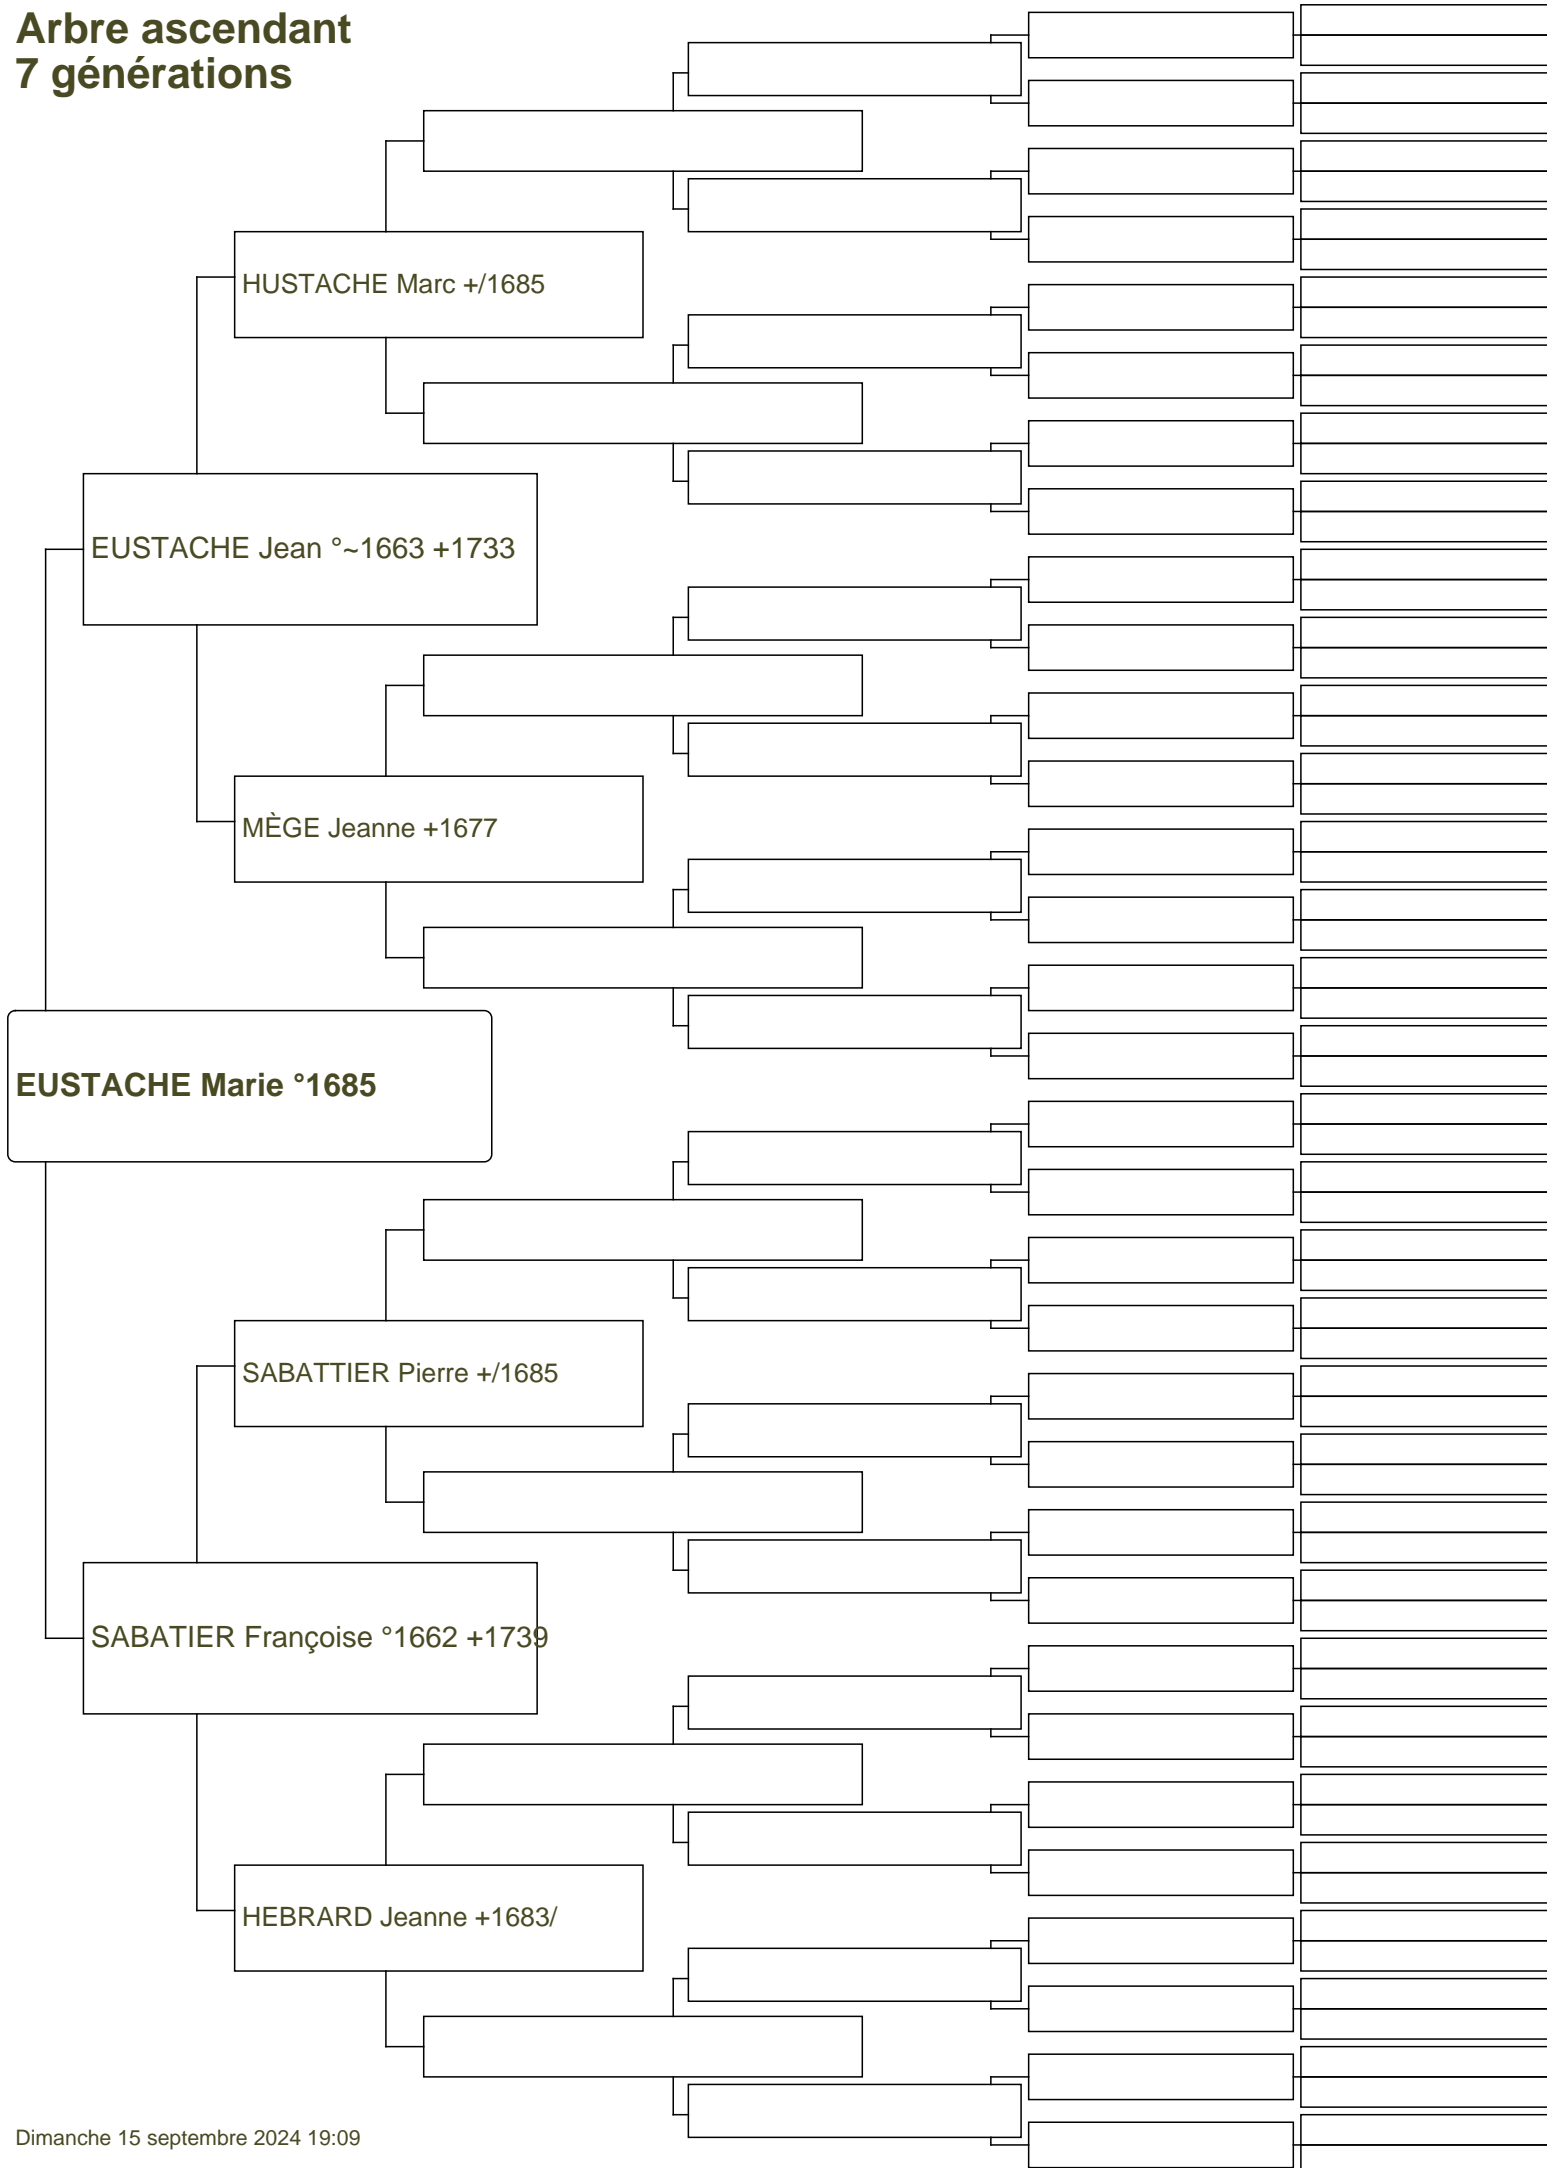 Arbre ascendant
7 générations
HUSTACHE Marc +/1685
EUSTACHE Jean °~1663 +1733
MÈGE Jeanne +1677
EUSTACHE Marie °1685
SABATTIER Pierre +/1685
SABATIER Françoise °1662 +1739
HEBRARD Jeanne +1683/
Dimanche 15 septembre 2024 19:09